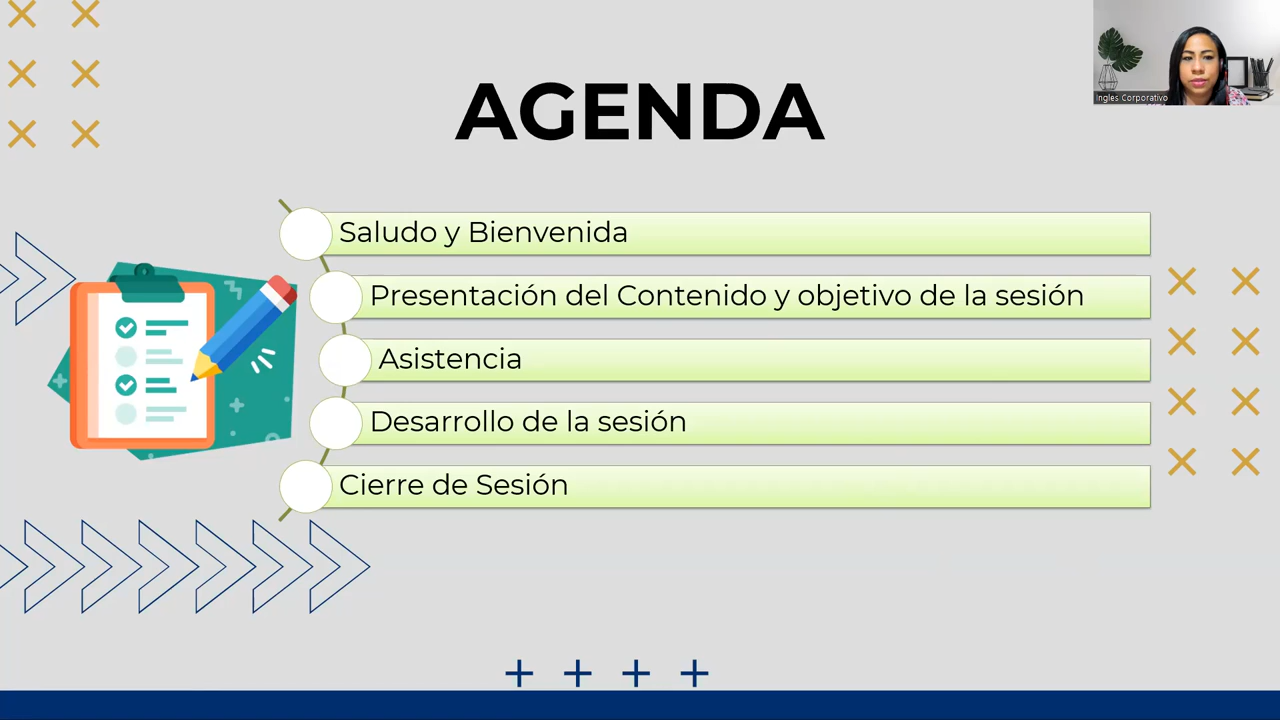 AGENDA
Ingles Corporativo
Saludo y Bienvenida
Presentación del Contenido y objetivo de la sesión
Asistencia
Desarrollo de la sesión
Cierre de Sesión